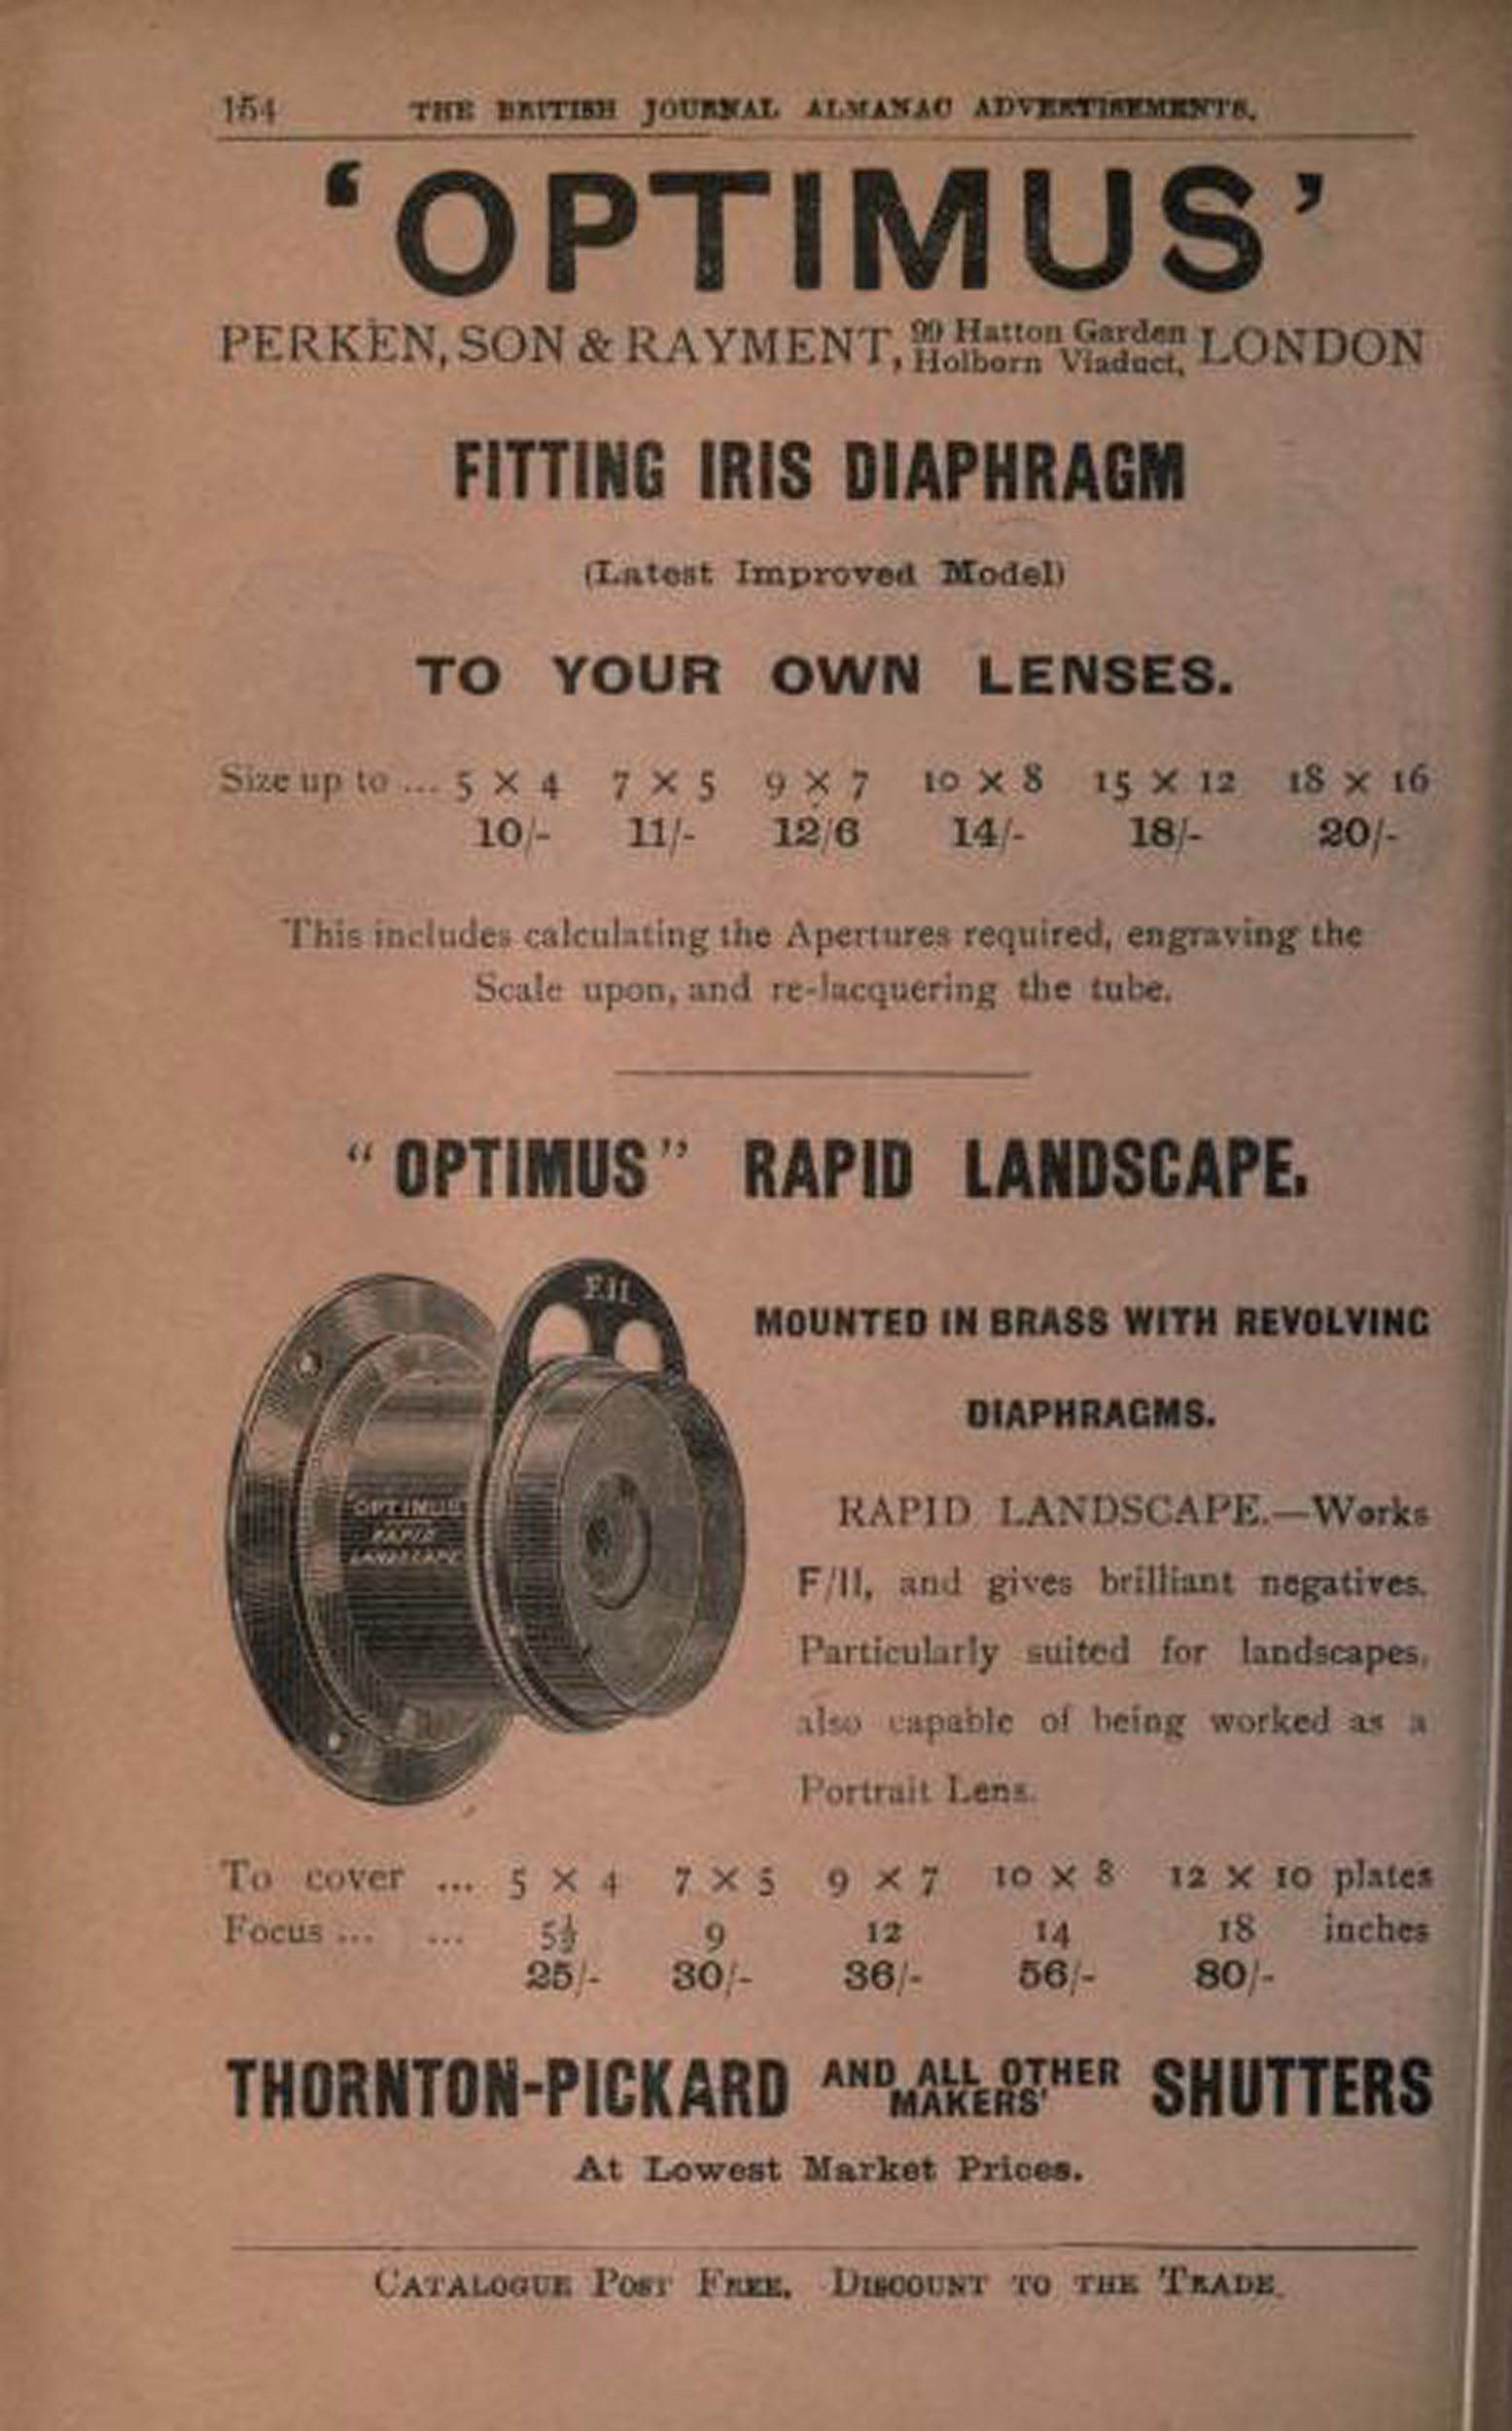 154 THE BRITISH JOURNAL ALMANAC ADVERTISEMENTS.
‘OPTIMUS’
PERKEN, SON & RAYMENT, 99 Hatton Garden Holborn Viaduct, LONDON
FITTING IRIS DIAPHRAGM
(Latest Improved Model)
TO YOUR OWN LENSES.
Size up to ... 5 × 4 7 × 5 9 × 7 10 × 8 15 × 12 18 × 16
10/- 11/- 12/6 14/- 18/- 20/-
This includes calculating the Apertures required, engraving the
Scale upon, and re-lacquering the tube.
“OPTIMUS” RAPID LANDSCAPE.
F.11
OPTIMUS
RAPID
LANDSCAPE
MOUNTED IN BRASS WITH REVOLVING
DIAPHRAGMS.
RAPID LANDSCAPE.—Works
F/11, and gives brilliant negatives.
Particularly suited for landscapes,
also capable of being worked as a
Portrait Lens.
To cover ... 5 × 4 7 × 5 9 × 7 10 × 8 12 × 10 plates
Focus ... ... 5½ 9 12 14 18 inches
25/- 30/- 36/- 56/- 80/-
THORNTON-PICKARD AND ALL OTHER MAKERS' SHUTTERS
At Lowest Market Prices.
CATALOGUE POST FREE. DISCOUNT TO THE TRADE.